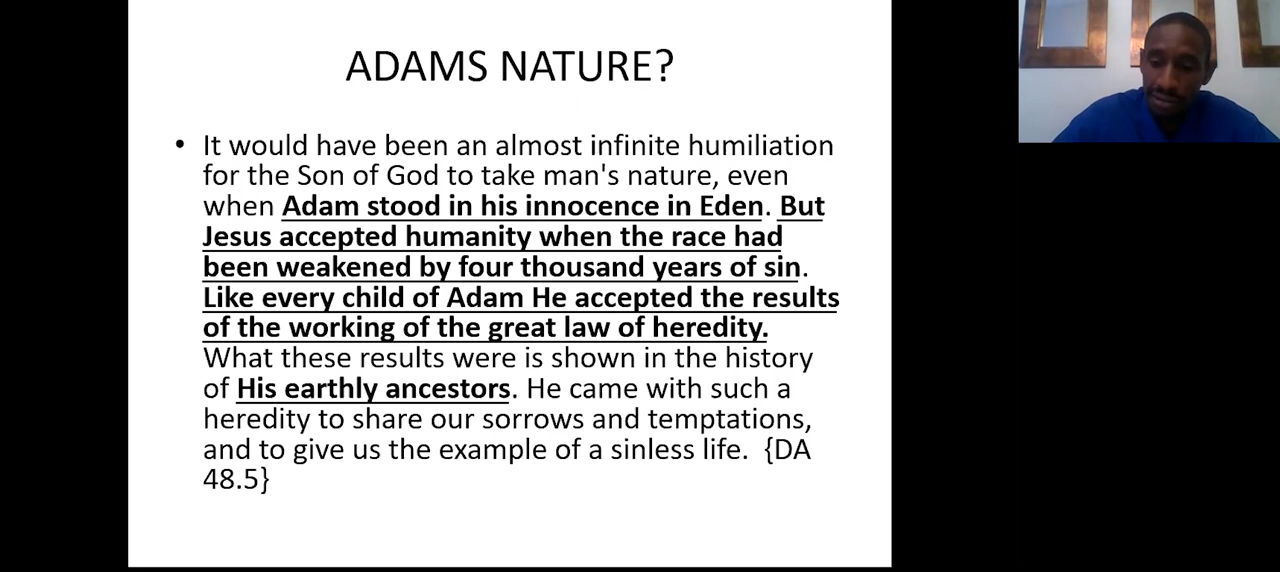 ADAMS NATURE?
• It would have been an almost infinite humiliation
for the Son of God to take man's nature, even
when Adam stood in his innocence in Eden. But
Jesus accepted humanity when the race had
been weakened by four thousand years of sin.
Like every child of Adam He accepted the results
of the working of the great law of heredity.
What these results were is shown in the history
of His earthly ancestors. He came with such a
heredity to share our sorrows and temptations,
and to give us the example of a sinless life. {DA
48.5}